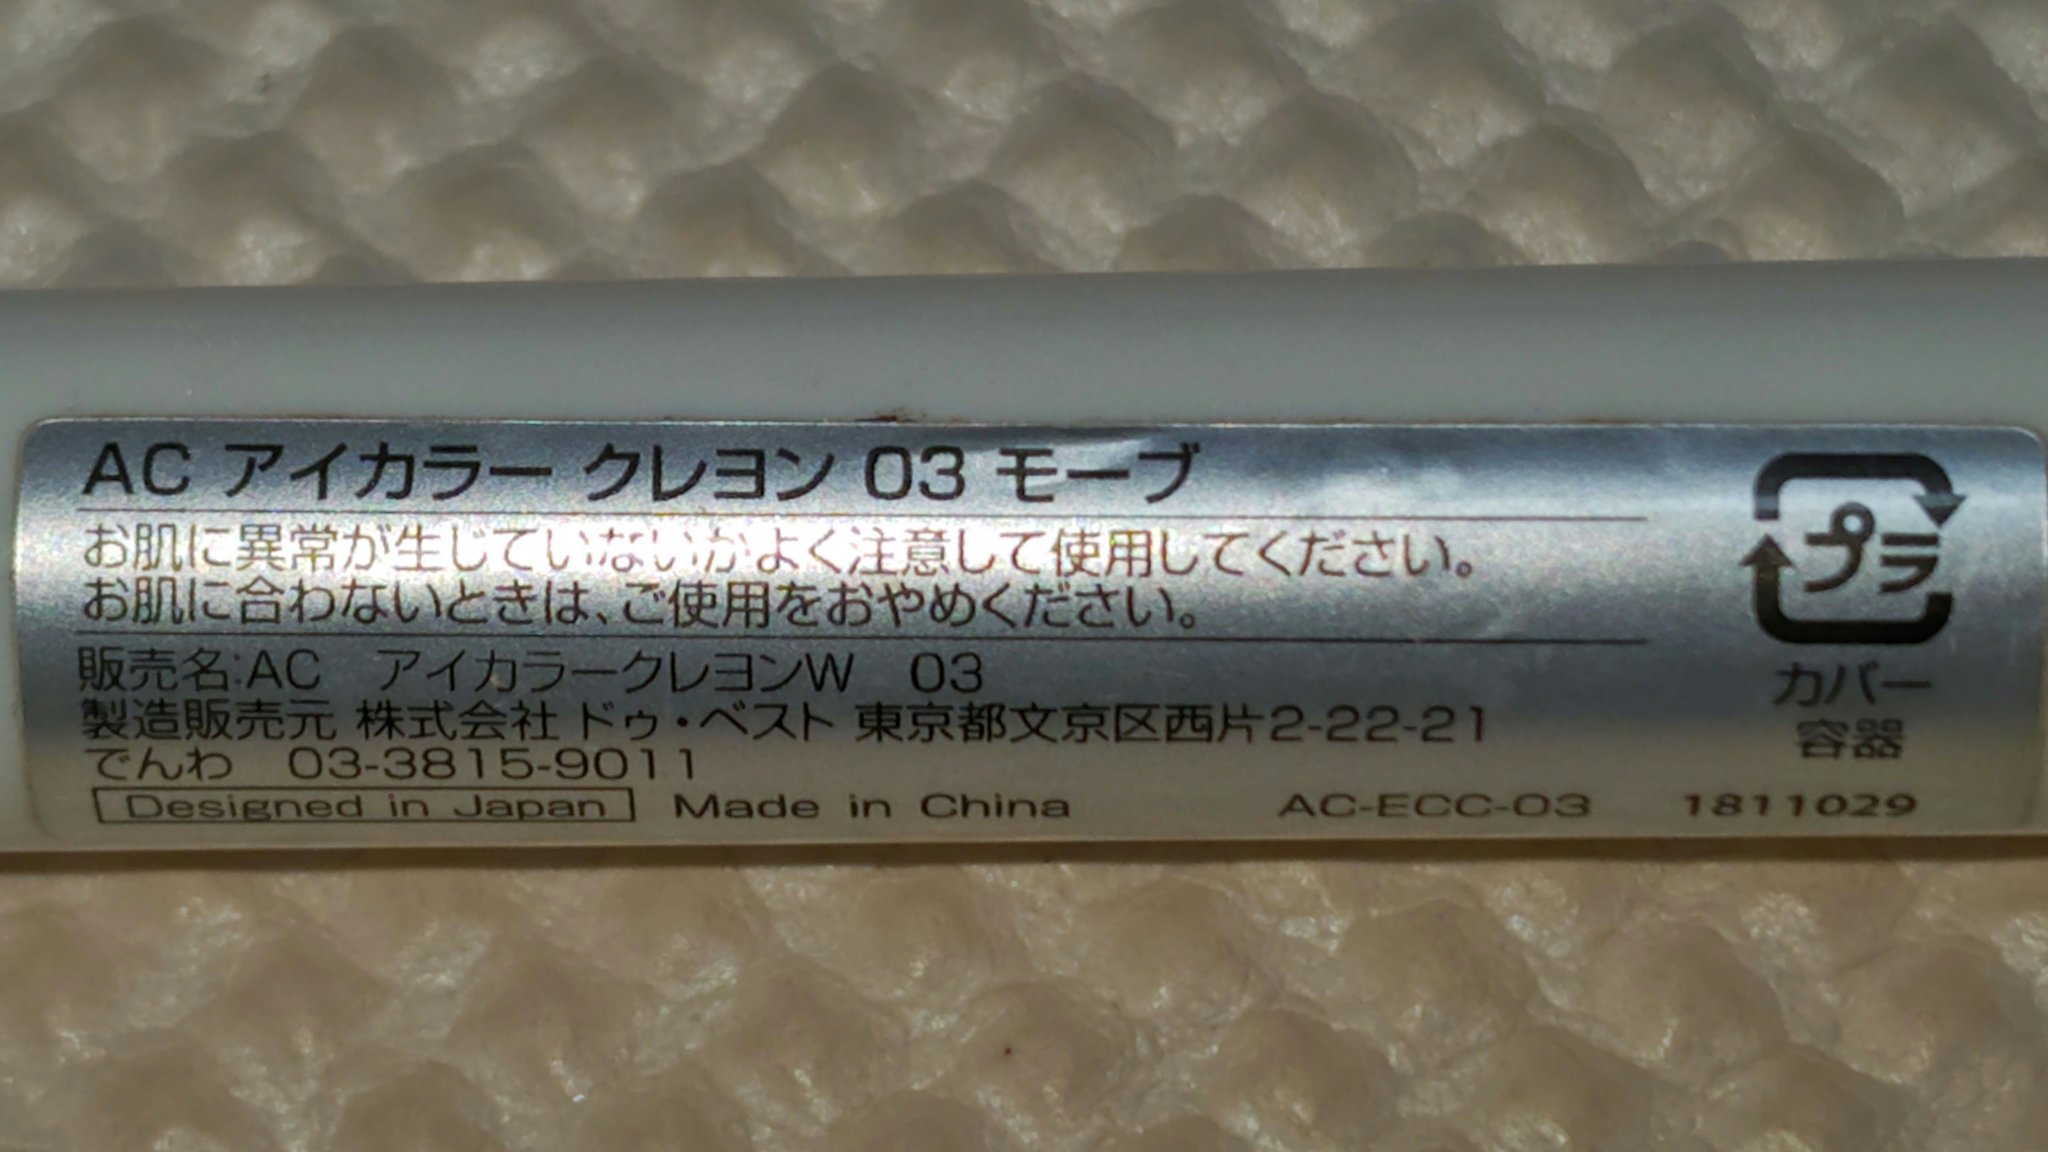 AC アイカラー クレヨン 03 モーブ
お肌に異常が生じていないかよく注意して使用してください。
お肌に合わないときは、ご使用をおやめください。
販売名:AC　アイカラークレヨンW　03
製造販売元 株式会社 ドゥ・ベスト 東京都文京区西片2-22-21
でんわ　03-3815-9011
Designed in Japan Made in China AC-ECC-03 1811029
プラ
カバー
容器